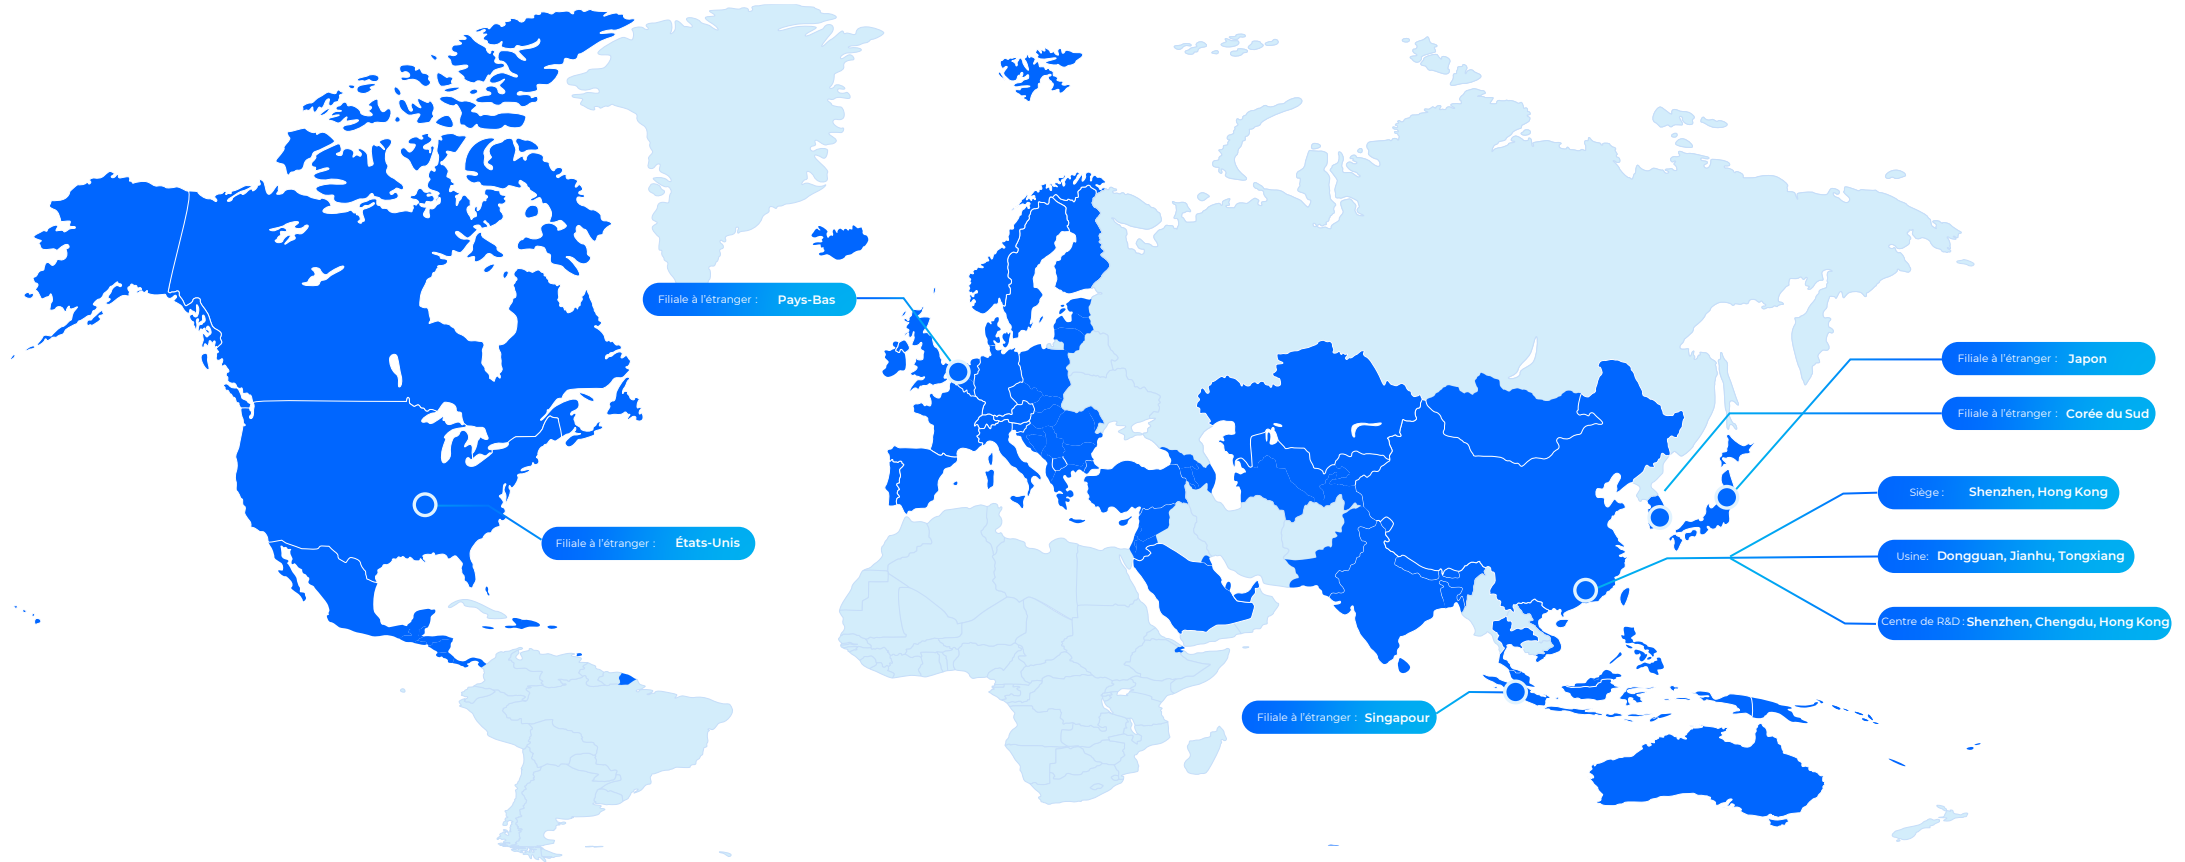 Filiale à l'étranger : Pays-Bas
Filiale à l'étranger : Japon
Filiale à l'étranger : Corée du Sud
Siège : Shenzhen, Hong Kong
Filiale à l'étranger : États-Unis
Usine: Dongguan, Jianhu, Tongxiang
Centre de R&D : Shenzhen, Chengdu, Hong Kong
Filiale à l'étranger : Singapour